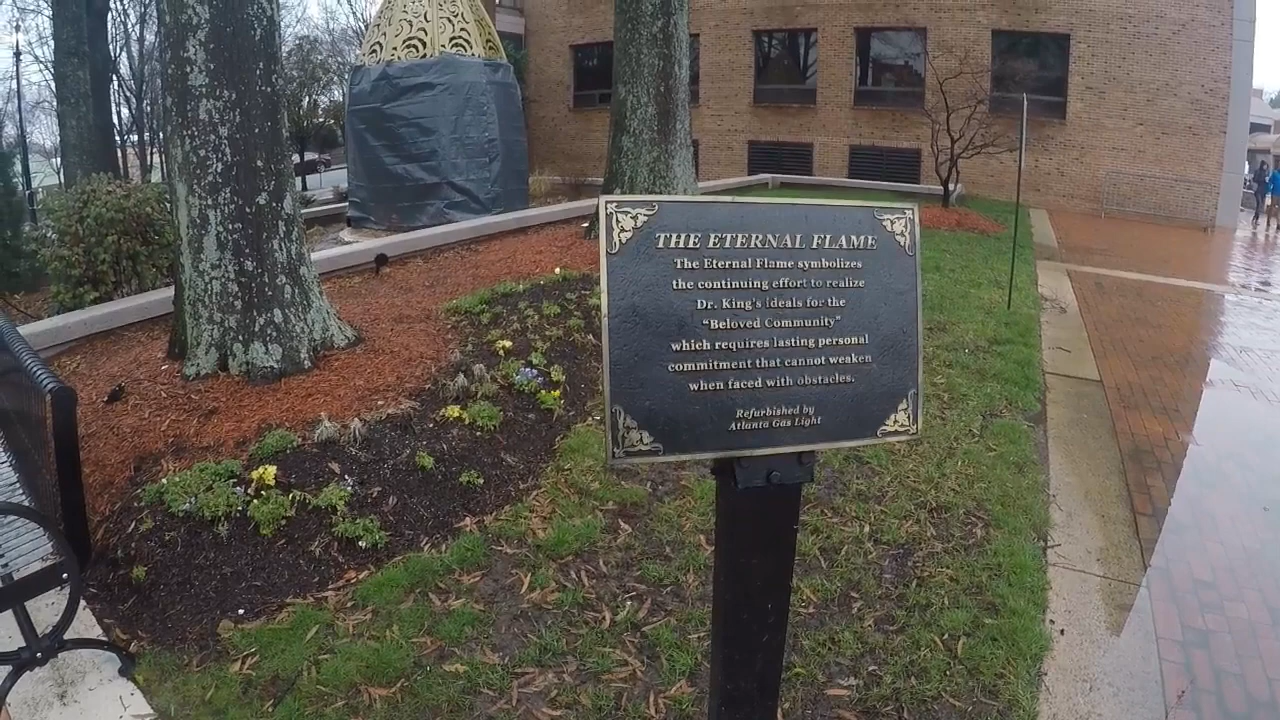 THE ETERNAL FLAME
The Eternal Flame symbolizes
the continuing effort to realize
Dr. King's ideals for the
"Beloved Community"
which requires lasting personal
commitment that cannot weaken
when faced with obstacles.
Refurbished by
Atlanta Gas Light